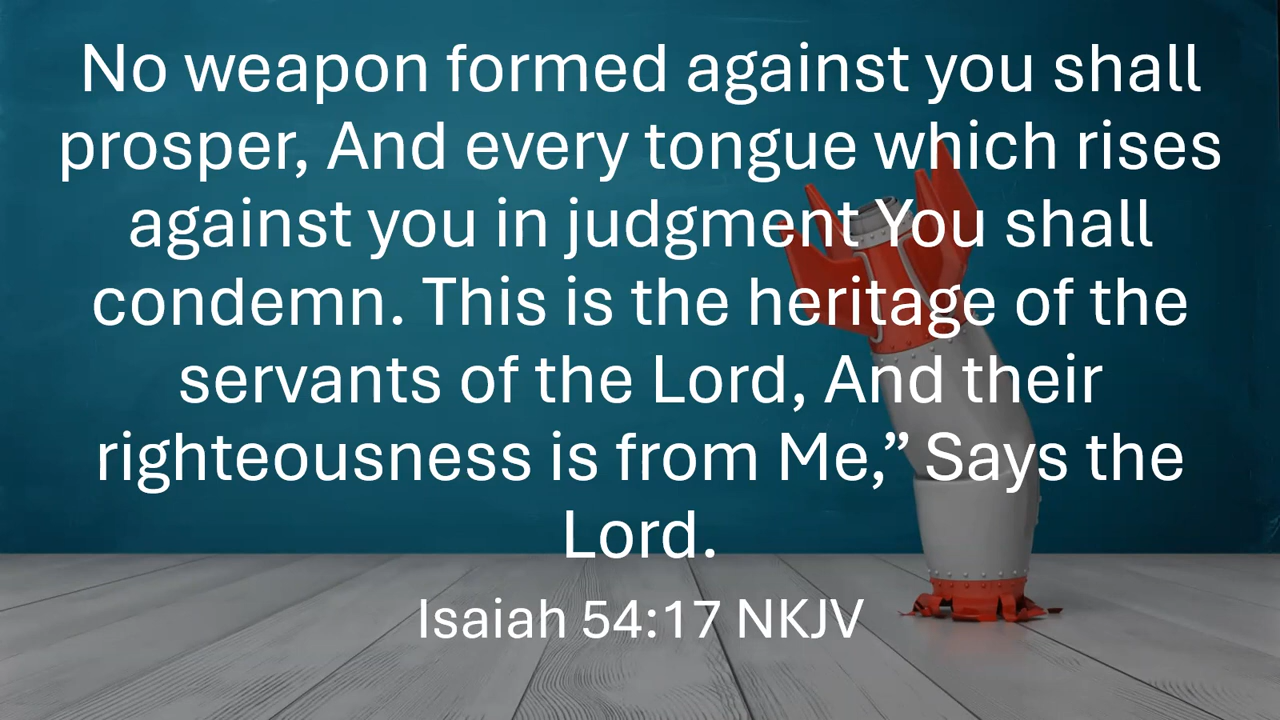 No weapon formed against you shall
prosper, And every tongue which rises
against you in judgment You shall
condemn. This is the heritage of the
servants of the Lord, And their
righteousness is from Me,” Says the
Lord.
Isaiah 54:17 NKJV